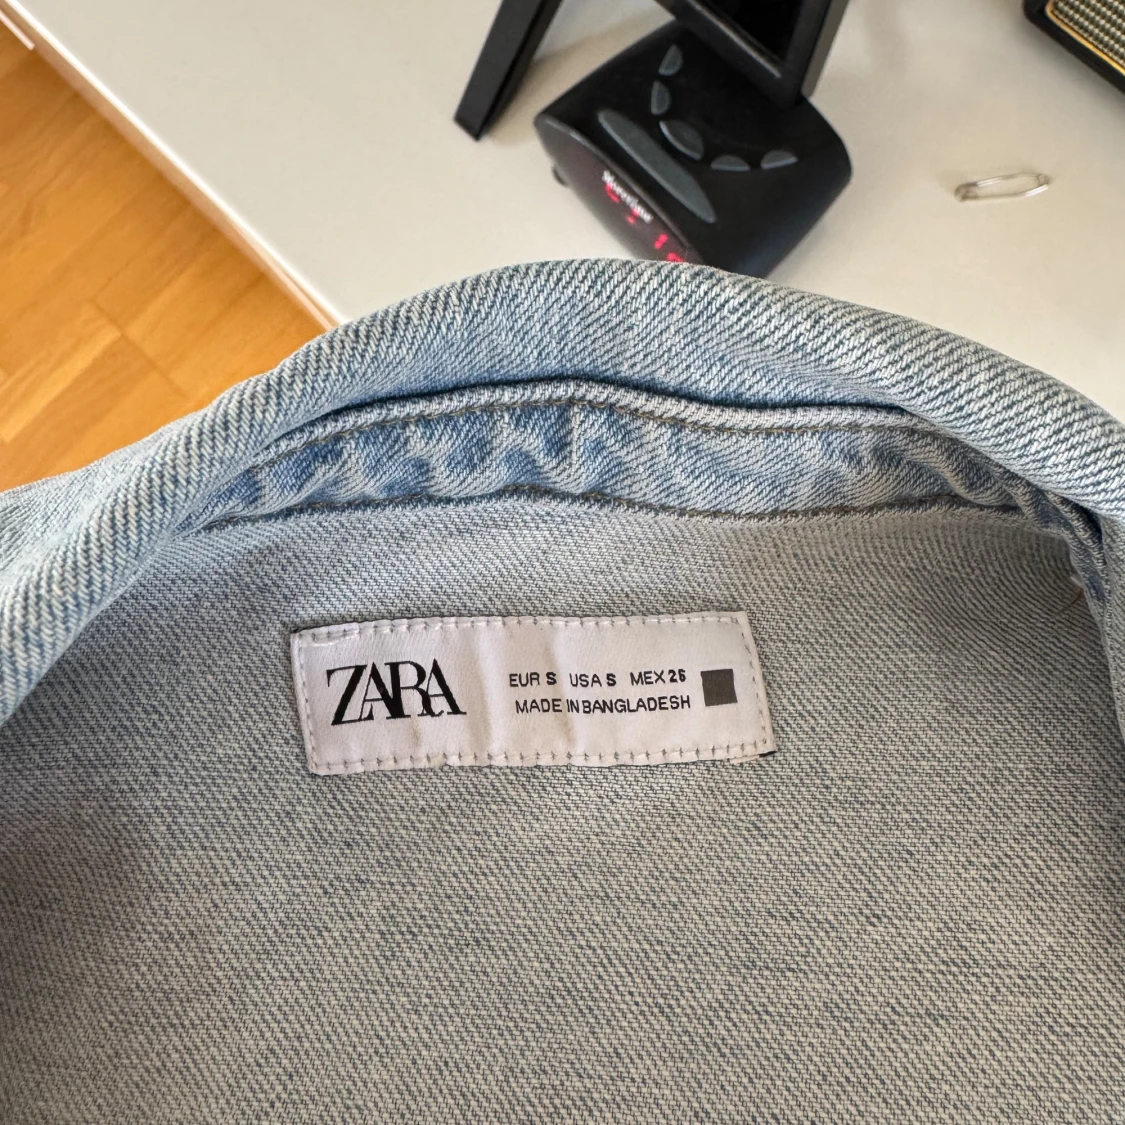 ZARA
EUR S USA S MEX 26
MADE IN BANGLADESH